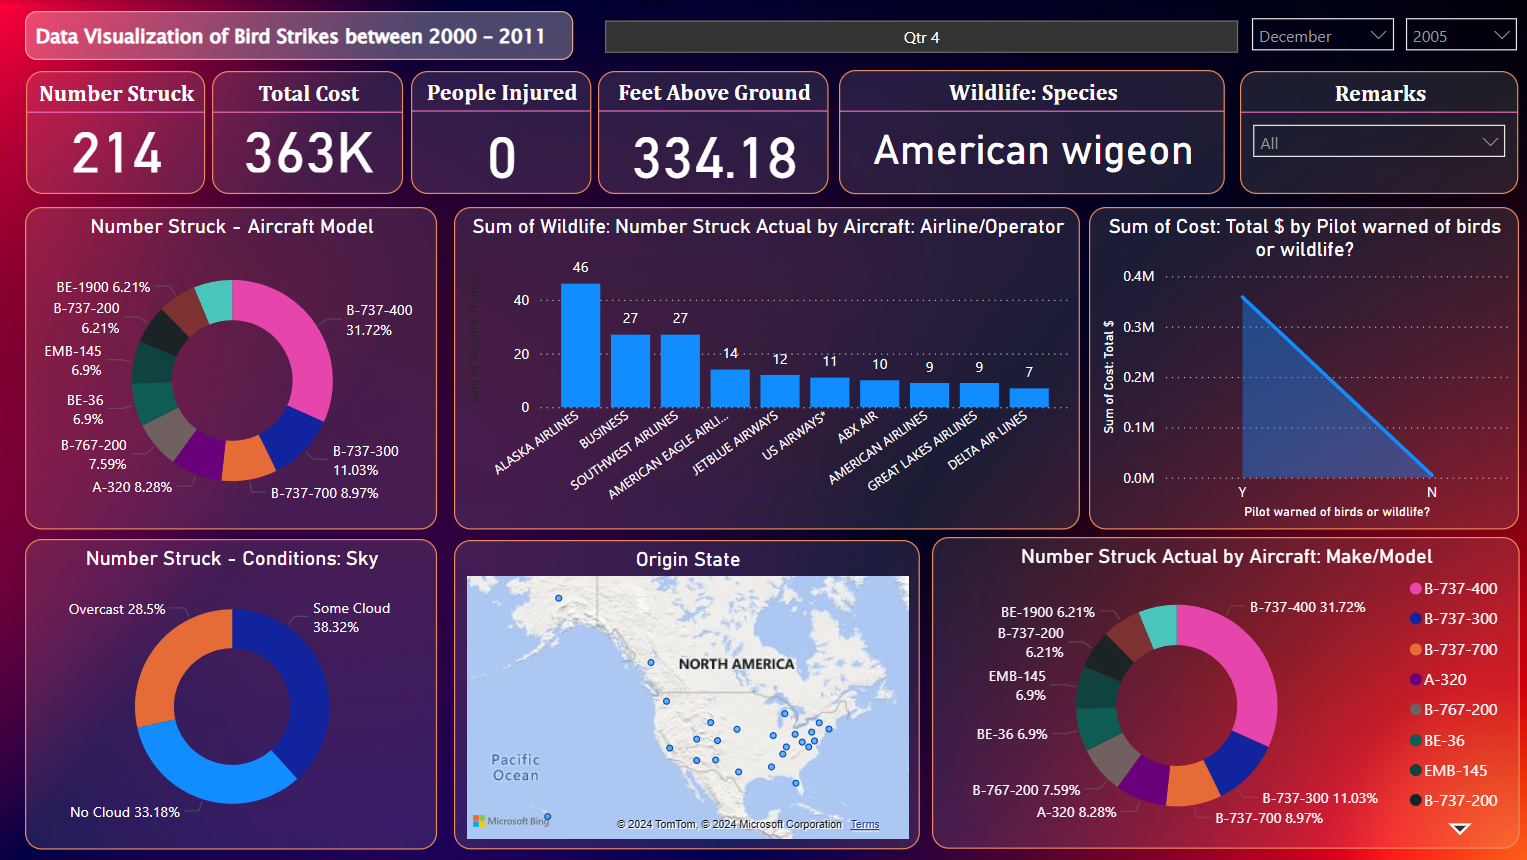 Data Visualization of Bird Strikes between 2000 – 2011
Qtr 4
December
2005
Number Struck
214
Total Cost
363K
People Injured
0
Feet Above Ground
334.18
Wildlife: Species
American wigeon
Remarks
All
Number Struck - Aircraft Model
BE-1900 6.21%
B-737-200
6.21%
EMB-145
6.9%
BE-36
6.9%
B-767-200
7.59%
A-320 8.28%
B-737-400
31.72%
B-737-300
11.03%
B-737-700 8.97%
Sum of Wildlife: Number Struck Actual by Aircraft: Airline/Operator
Sum of Wildlife: Number
40
20
0
46
27
27
14
12
11
10
9
9
7
ALASKA AIRLINES
BUSINESS
SOUTHWEST AIRLINES
AMERICAN EAGLE AIRLI...
JETBLUE AIRWAYS
US AIRWAYS*
ABX AIR
AMERICAN AIRLINES
GREAT LAKES AIRLINES
DELTA AIR LINES
Sum of Cost: Total $ by Pilot warned of birds
or wildlife?
Sum of Cost: Total $
0.4M
0.3M
0.2M
0.1M
0.0M
Y
N
Pilot warned of birds or wildlife?
Number Struck - Conditions: Sky
Overcast 28.5%
Some Cloud
38.32%
No Cloud 33.18%
Origin State
NORTH AMERICA
Pacific
Ocean
Microsoft Bing
© 2024 TomTom, © 2024 Microsoft Corporation Terms
Number Struck Actual by Aircraft: Make/Model
BE-1900 6.21%
B-737-200
6.21%
EMB-145
6.9%
BE-36 6.9%
B-767-200 7.59%
A-320 8.28%
B-737-400 31.72%
B-737-300 11.03%
B-737-700 8.97%
B-737-400
B-737-300
B-737-700
A-320
B-767-200
BE-36
EMB-145
B-737-200